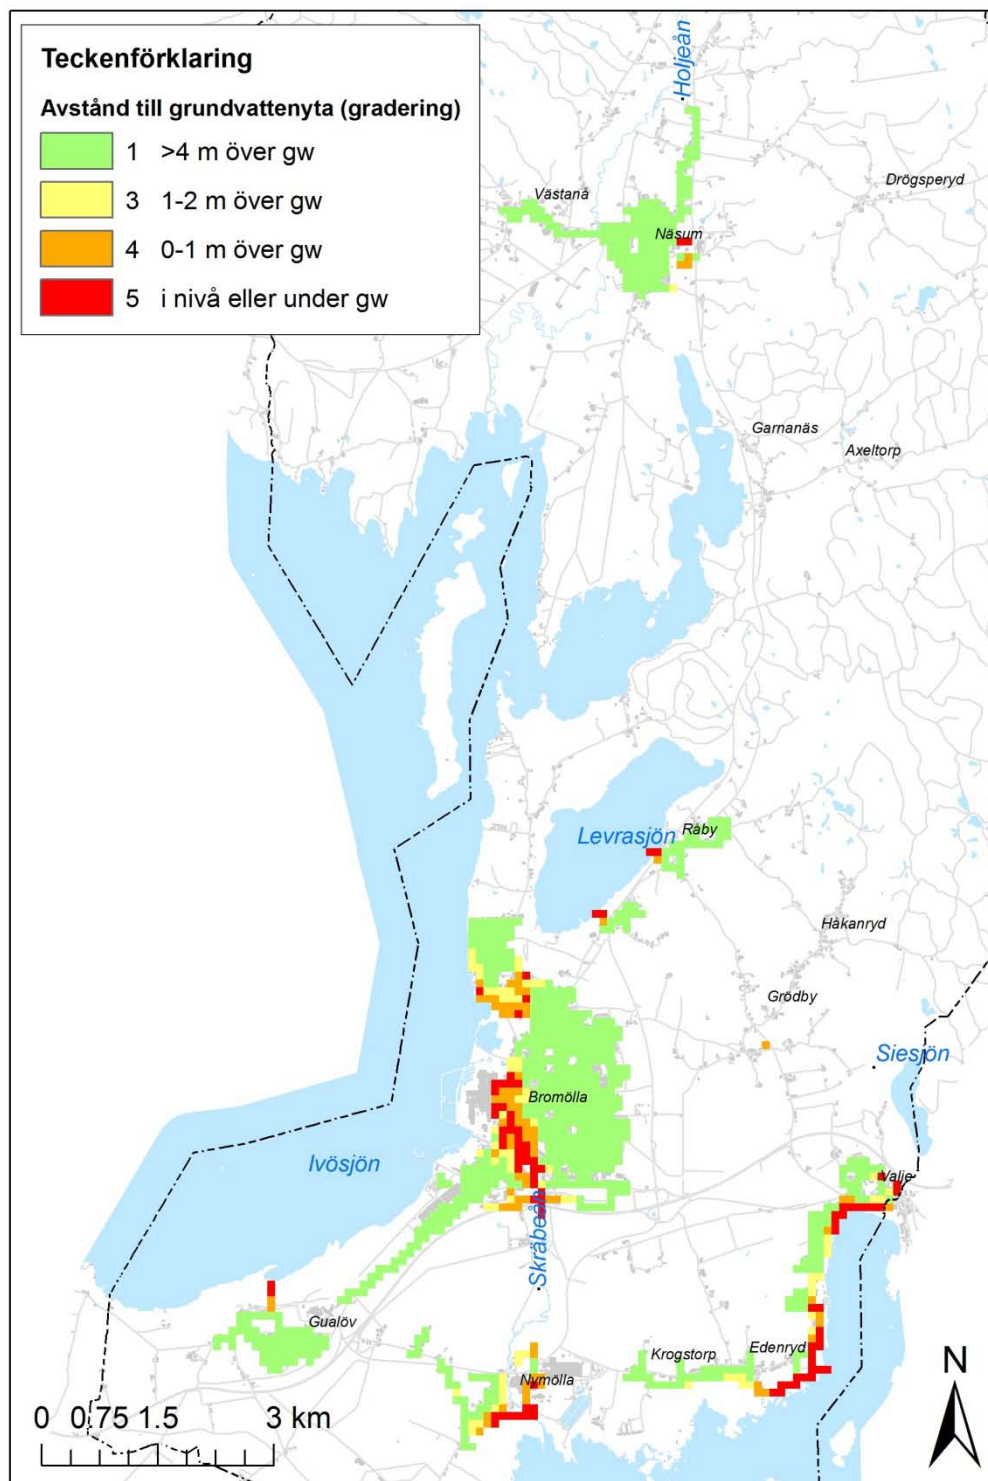 Teckenförklaring
Avstånd till grundvattenyta (gradering)
1 >4 m över gw
3 1-2 m över gw
4 0-1 m över gw
5 i nivå eller under gw
Holjeån
Drögsperyd
Västanå
Näsum
Garnanäs
Axeltorp
Levrasjön
Råby
Håkanryd
Grödby
Siesjön
Bromölla
Ivösjön
Valje
Skräbeån
Gualöv
Krogstorp
Edenryd
Nymölla
N
0 0,75 1.5 3 km